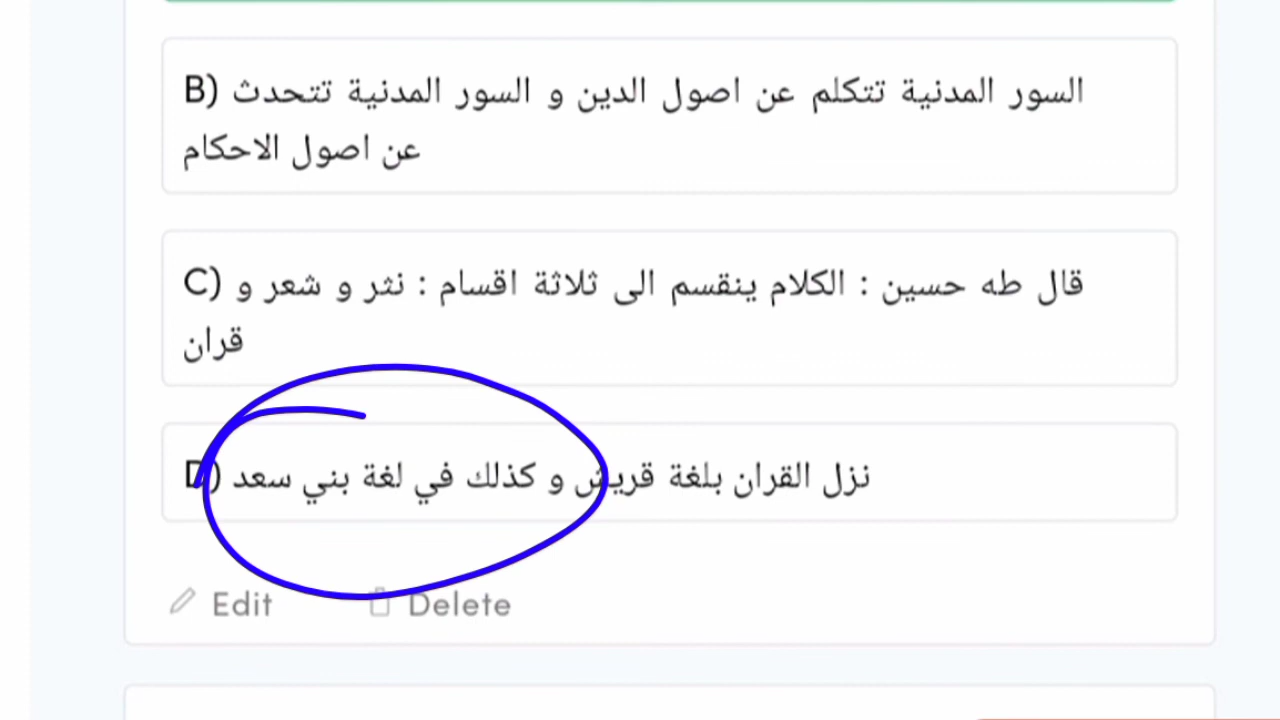 B) السور المدنية تتكلم عن اصول الدين و السور المدنية تتحدث
عن اصول الاحكام
C) قال طه حسين : الكلام ينقسم الى ثلاثة اقسام : نثر و شعر و
قران
D) نزل القران بلغة قريش و كذلك في لغة بني سعد
Edit Delete